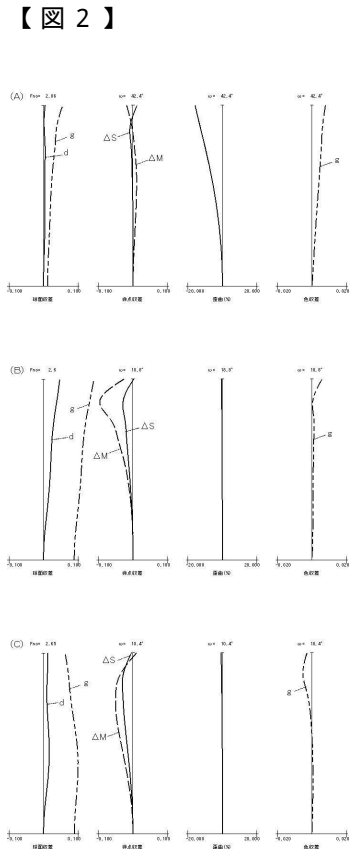 【図2】
(A) Fno= 2.06 ω= 42.4° ω= 42.4° ω= 42.4°
g
d
ΔS
ΔM
g
-0.100 0.100 -0.100 0.100 -20.000 20.000 -0.020 0.020
球面収差 非点収差 歪曲(%) 色収差
(B) Fno= 2.6 ω= 18.8° ω= 18.8° ω= 18.8°
g
d
ΔS
ΔM
g
-0.100 0.100 -0.100 0.100 -20.000 20.000 -0.020 0.020
球面収差 非点収差 歪曲(%) 色収差
(C) Fno= 2.85 ω= 10.4° ω= 10.4° ω= 10.4°
ΔS
g
g
d
ΔM
-0.100 0.100 -0.100 0.100 -20.000 20.000 -0.020 0.020
球面収差 非点収差 歪曲(%) 色収差